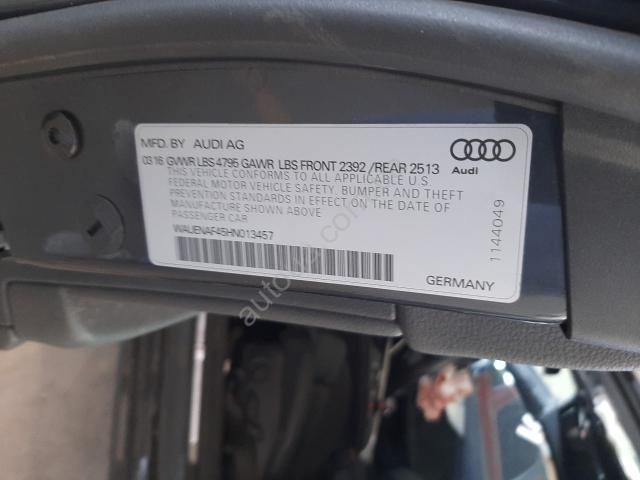 MFD. BY AUDI AG
03 16 GVWR LBS 4795 GAWR LBS FRONT 2392 /REAR 2513
THIS VEHICLE CONFORMS TO ALL APPLICABLE U.S.
FEDERAL MOTOR VEHICLE SAFETY. BUMPER AND THEFT
PREVENTION STANDARDS IN EFFECT ON THE DATE OF
MANUFACTURE SHOWN ABOVE
PASSENGER CAR
WAUENAF45HN013457
Audi
1144049
GERMANY